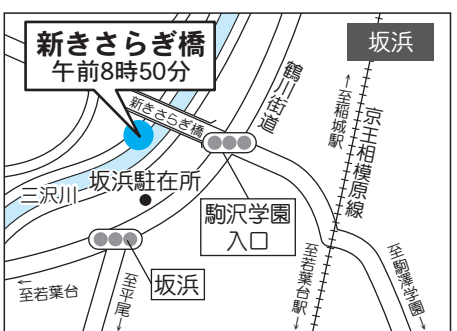 新きさらぎ橋
午前8時50分
坂浜
鶴川街道
←至稲城駅
京王相模原線
新きさらぎ橋
三沢川
坂浜駐在所
駒沢学園
入口
坂浜
←
至若葉台
至平尾↓
至若葉台駅↓
至駒澤学園↓